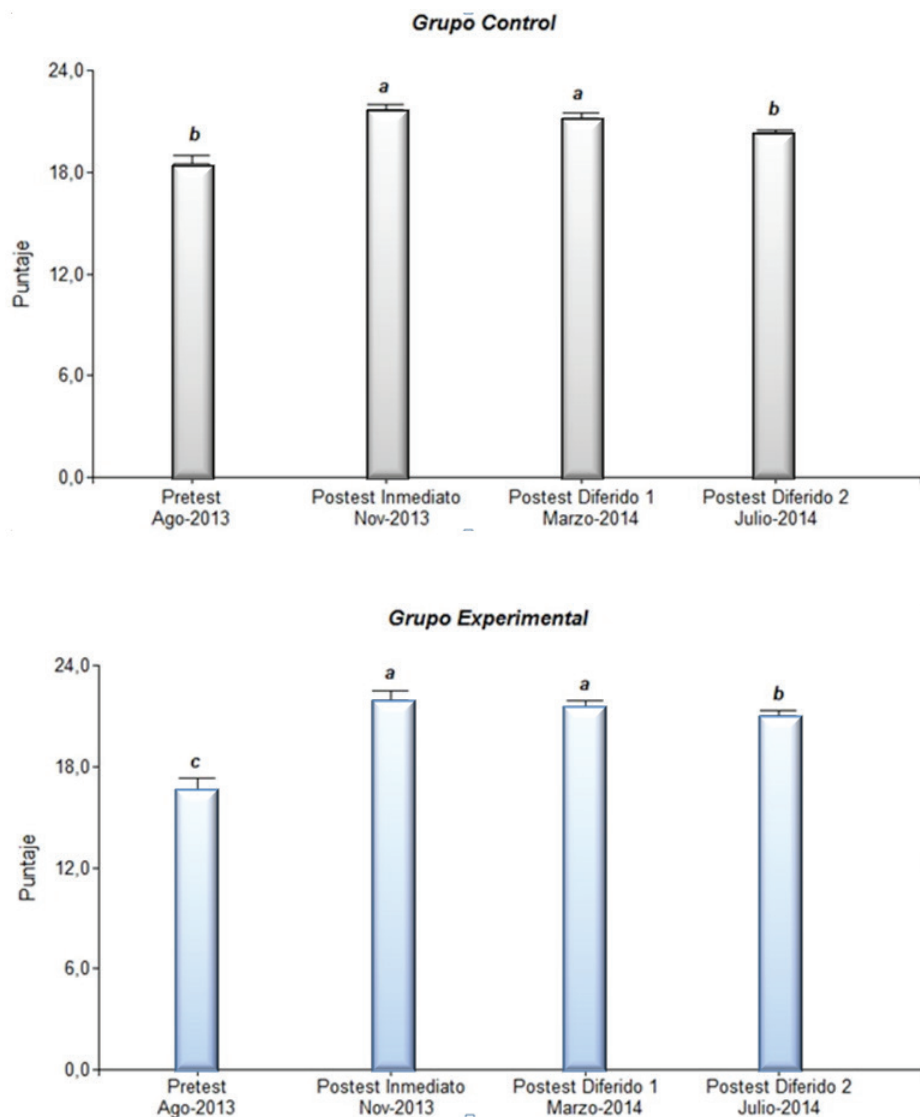 Grupo Control
24,0
18,0
12,0
6,0
0,0
Puntaje
b
a
a
b
Pretest
Ago-2013
Postest Inmediato
Nov-2013
Postest Diferido 1
Marzo-2014
Postest Diferido 2
Julio-2014
Grupo Experimental
24,0
18,0
12,0
6,0
0,0
Puntaje
c
a
a
b
Pretest
Ago-2013
Postest Inmediato
Nov-2013
Postest Diferido 1
Marzo-2014
Postest Diferido 2
Julio-2014